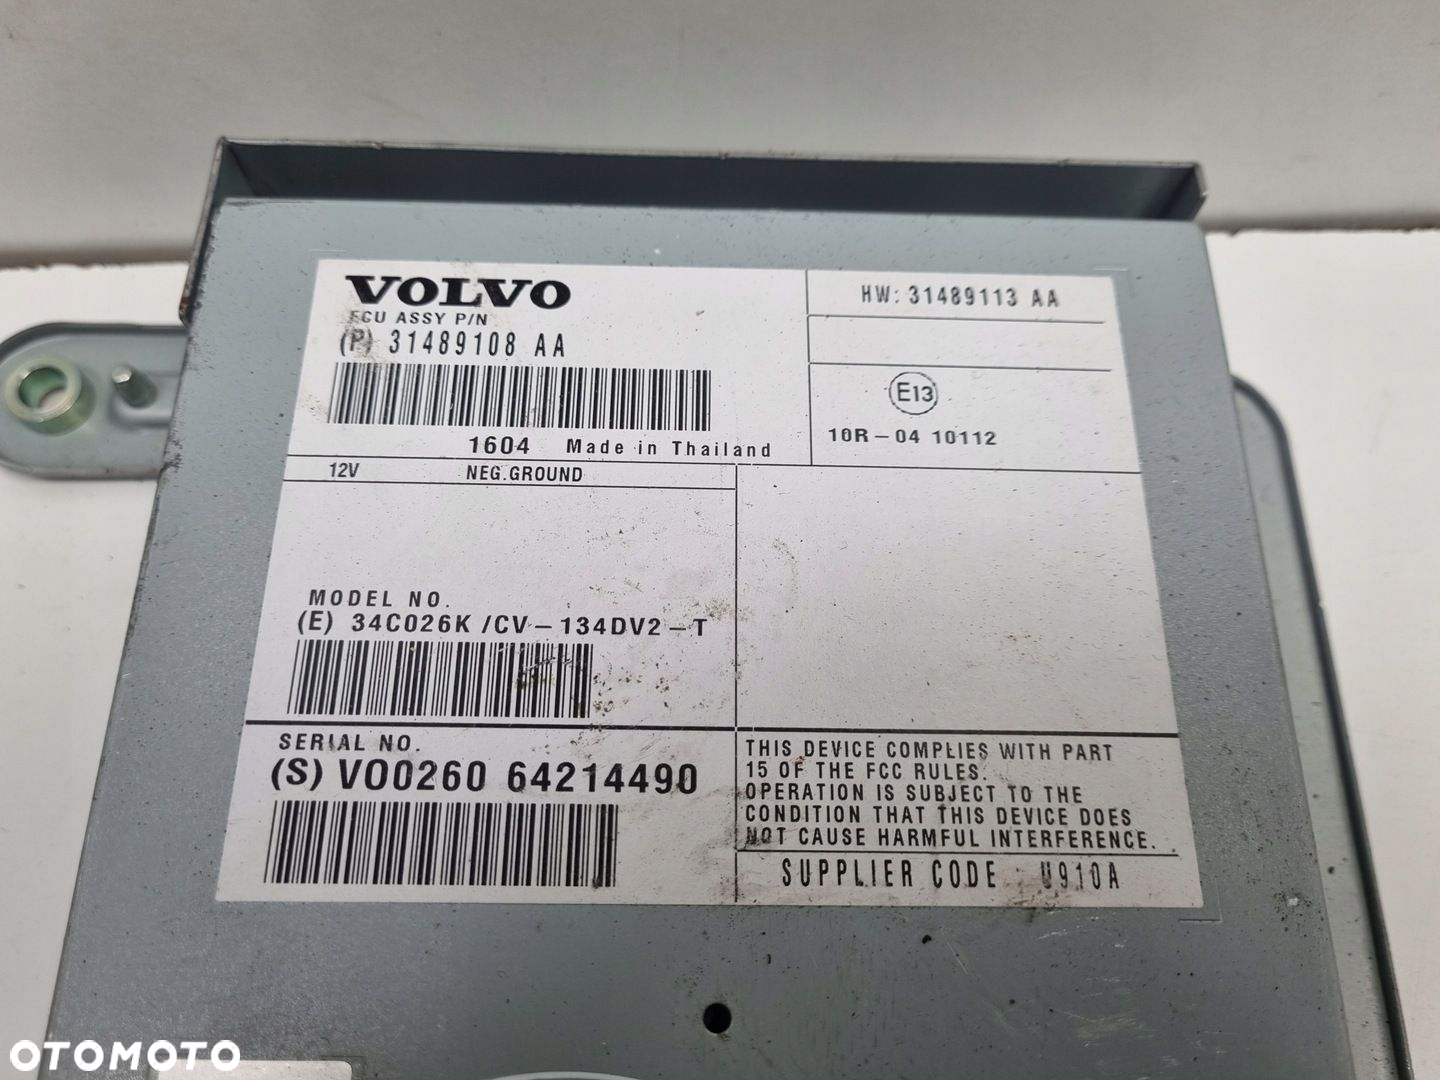 VOLVO
ECU ASSY P/N
(P) 31489108 AA
1604 Made in Thailand
HW: 31489113 AA
E13
10R-04 10112
12V NEG.GROUND
MODEL NO.
(E) 34C026K /CV-134DV2-T
SERIAL NO.
(S) VO0260 64214490
THIS DEVICE COMPLIES WITH PART
15 OF THE FCC RULES.
OPERATION IS SUBJECT TO THE
CONDITION THAT THIS DEVICE DOES
NOT CAUSE HARMFUL INTERFERENCE.
SUPPLIER CODE U910A
OTOMOTO